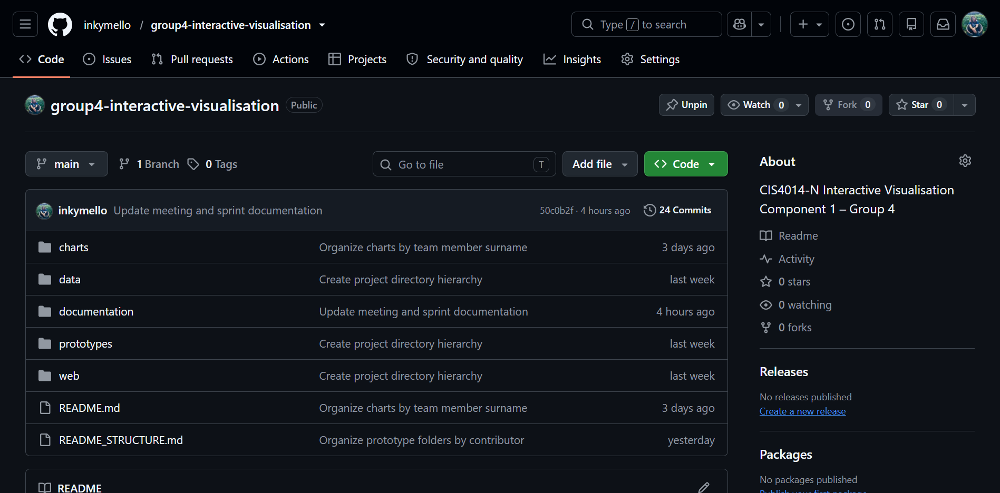 inkymello / group4-interactive-visualisation
Type / to search
Code
Issues
Pull requests
Actions
Projects
Security and quality
Insights
Settings
group4-interactive-visualisation Public
Unpin
Watch 0
Fork 0
Star 0
main
1 Branch
0 Tags
Go to file T
Add file
Code
inkymello Update meeting and sprint documentation 50c0b2f · 4 hours ago 24 Commits
charts Organize charts by team member surname 3 days ago
data Create project directory hierarchy last week
documentation Update meeting and sprint documentation 4 hours ago
prototypes Create project directory hierarchy last week
web Create project directory hierarchy last week
README.md Organize charts by team member surname 3 days ago
README_STRUCTURE.md Organize prototype folders by contributor yesterday
README
About
CIS4014-N Interactive Visualisation
Component 1 – Group 4
Readme
Activity
0 stars
0 watching
0 forks
Releases
No releases published
Create a new release
Packages
No packages published
Publish your first package